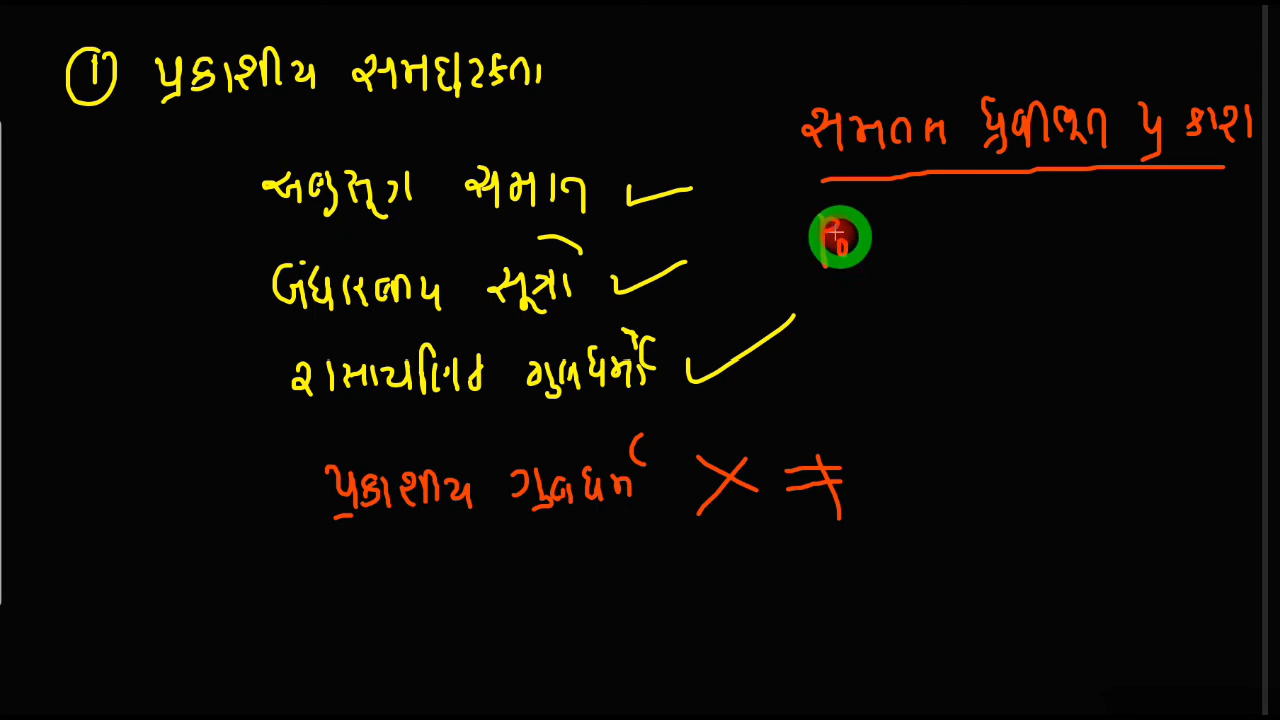 ① પ્રકાશીય સમઘટકતા
સમતલ ધ્રુવીભૂત પ્રકાશ
અણુસૂત્ર સમાન ✓
બંધારણીય સૂત્રો ✓
રાસાયણિક ગુણધર્મો ✓
પ્રકાશીય ગુણધર્મ × ≠